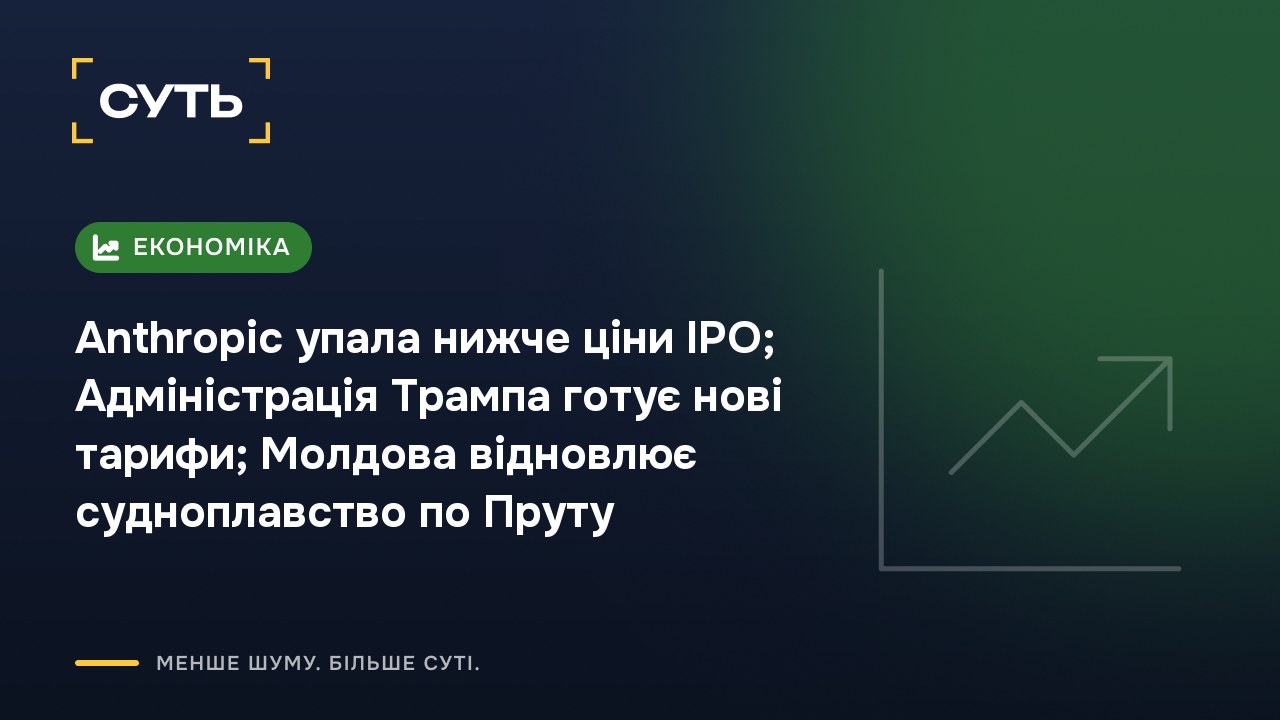 СУТЬ
ЕКОНОМІКА
Anthropic упала нижче ціни IPO;
Адміністрація Трампа готує нові
тарифи; Молдова відновлює
судноплавство по Пруту
МЕНШЕ ШУМУ. БІЛЬШЕ СУТІ.